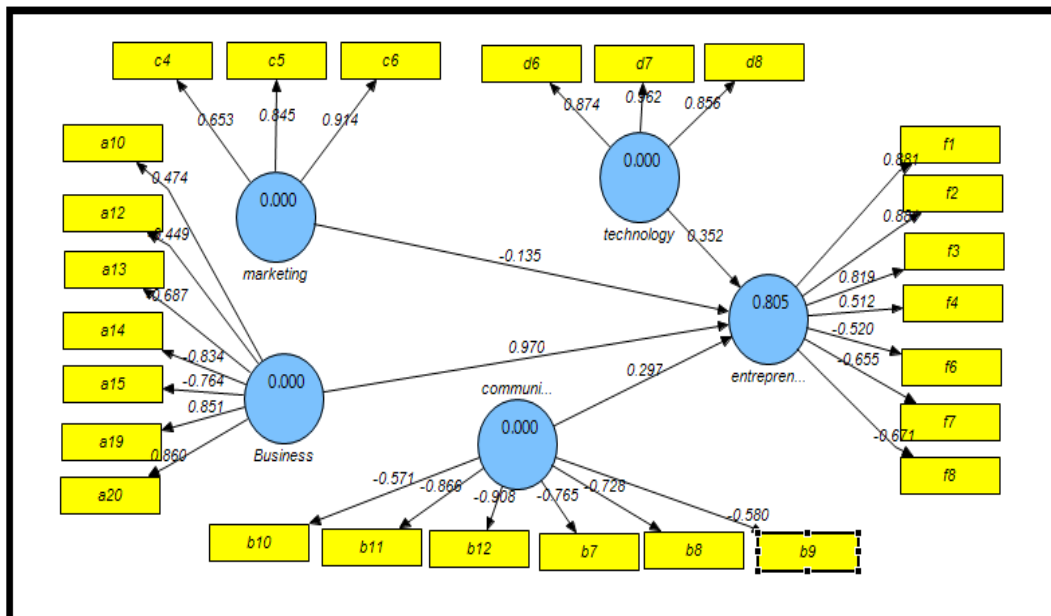 c4
c5
c6
d6
d7
d8
0.653
0.845
0.914
0.874
0.962
0.856
a10
0.474
a12
0.449
a13
0.687
a14
-0.834
a15
-0.764
a19
0.851
a20
0.860
0.000
marketing
0.000
technology
0.352
-0.135
0.000
Business
0.970
communi...
0.000
0.297
0.805
entrepren...
0.881
f1
f2
0.819
f3
0.512
f4
-0.520
f6
-0.655
f7
-0.671
f8
-0.571
-0.866
-0.908
-0.765
-0.728
-0.580
b10
b11
b12
b7
b8
b9